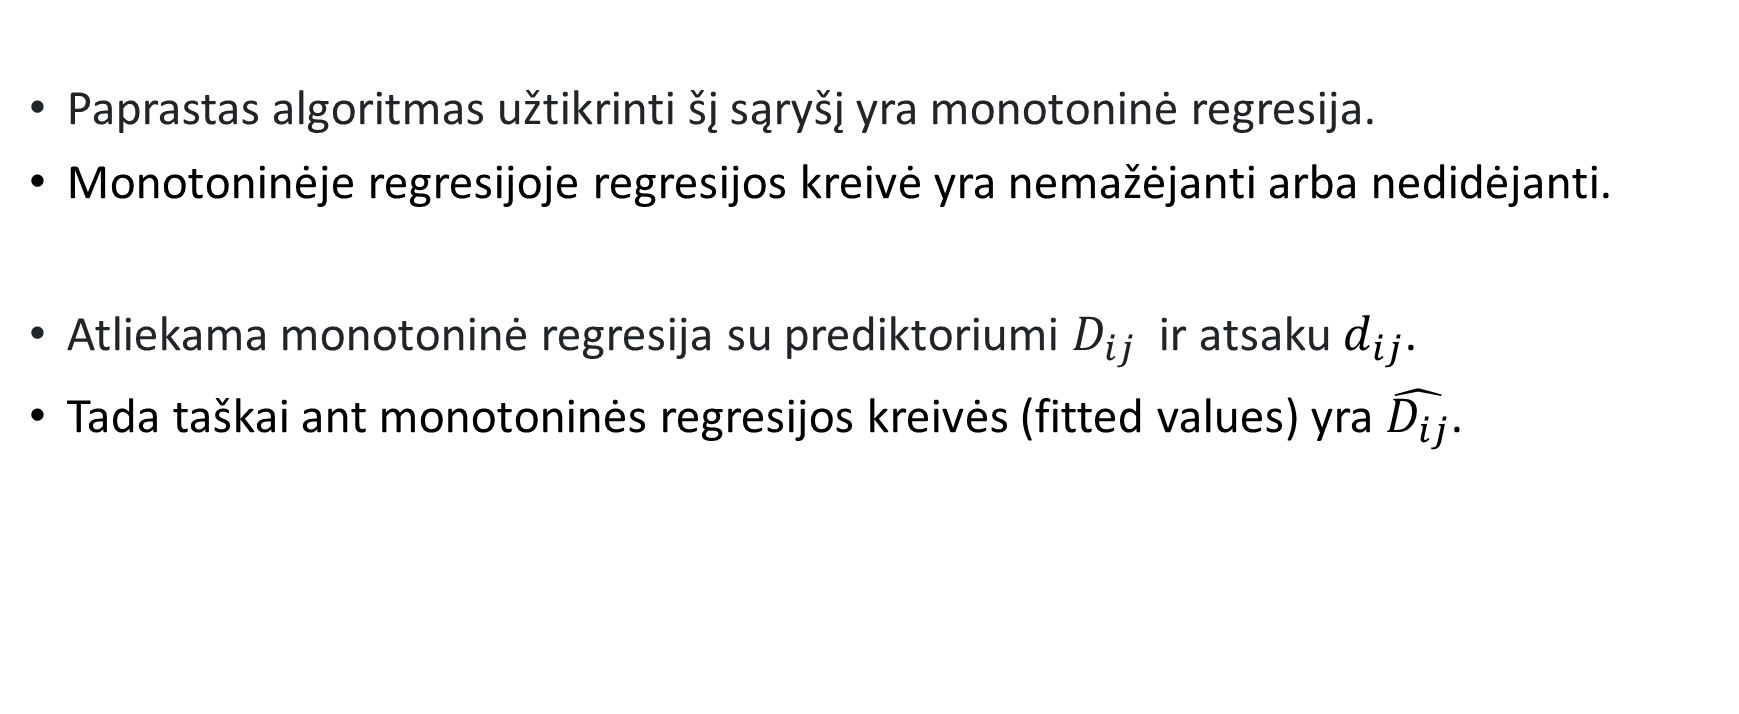 • Paprastas algoritmas užtikrinti šį sąryšį yra monotoninė regresija.
• Monotoninėje regresijoje regresijos kreivė yra nemažėjanti arba nedidėjanti.
• Atliekama monotoninė regresija su prediktoriumi $D_{ij}$ ir atsaku $d_{ij}$.
• Tada taškai ant monotoninės regresijos kreivės (fitted values) yra $\widehat{D_{ij}}$.